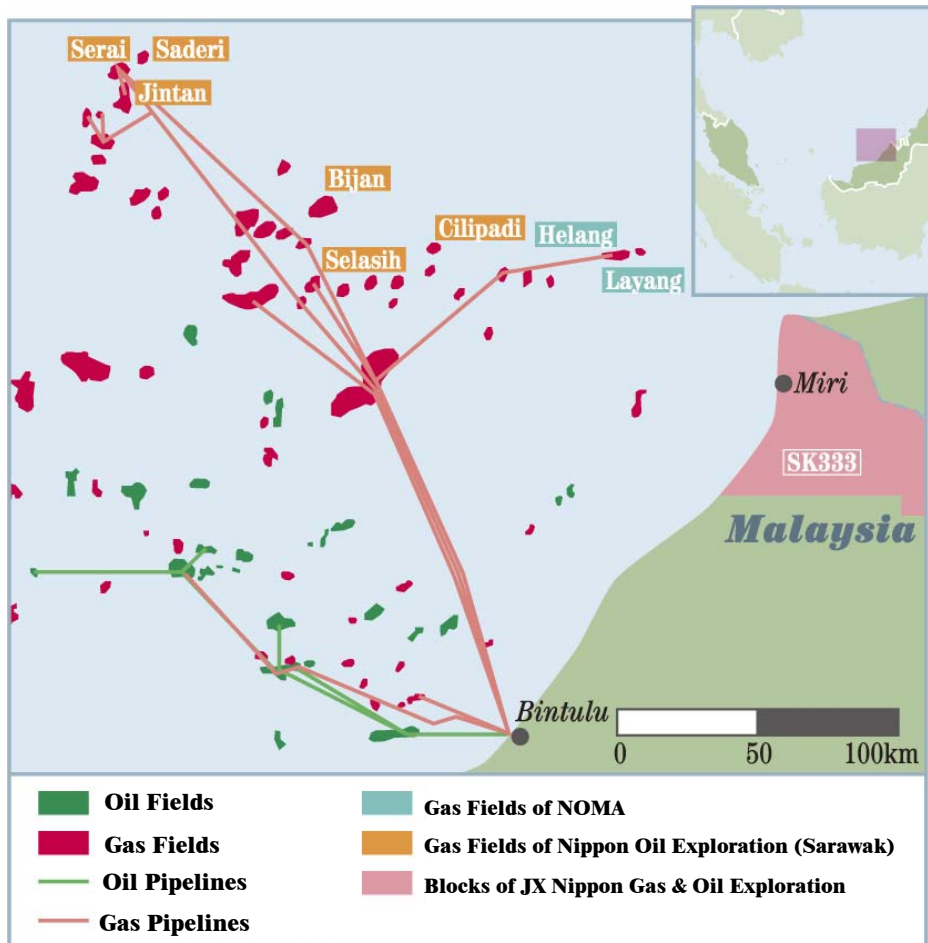 Serai Saderi
Jintan
Bijan
Cilipadi Helang
Selasih
Layang
Miri
SK333
Malaysia
Bintulu
0 50 100km
Oil Fields
Gas Fields
Oil Pipelines
Gas Pipelines
Gas Fields of NOMA
Gas Fields of Nippon Oil Exploration (Sarawak)
Blocks of JX Nippon Gas & Oil Exploration